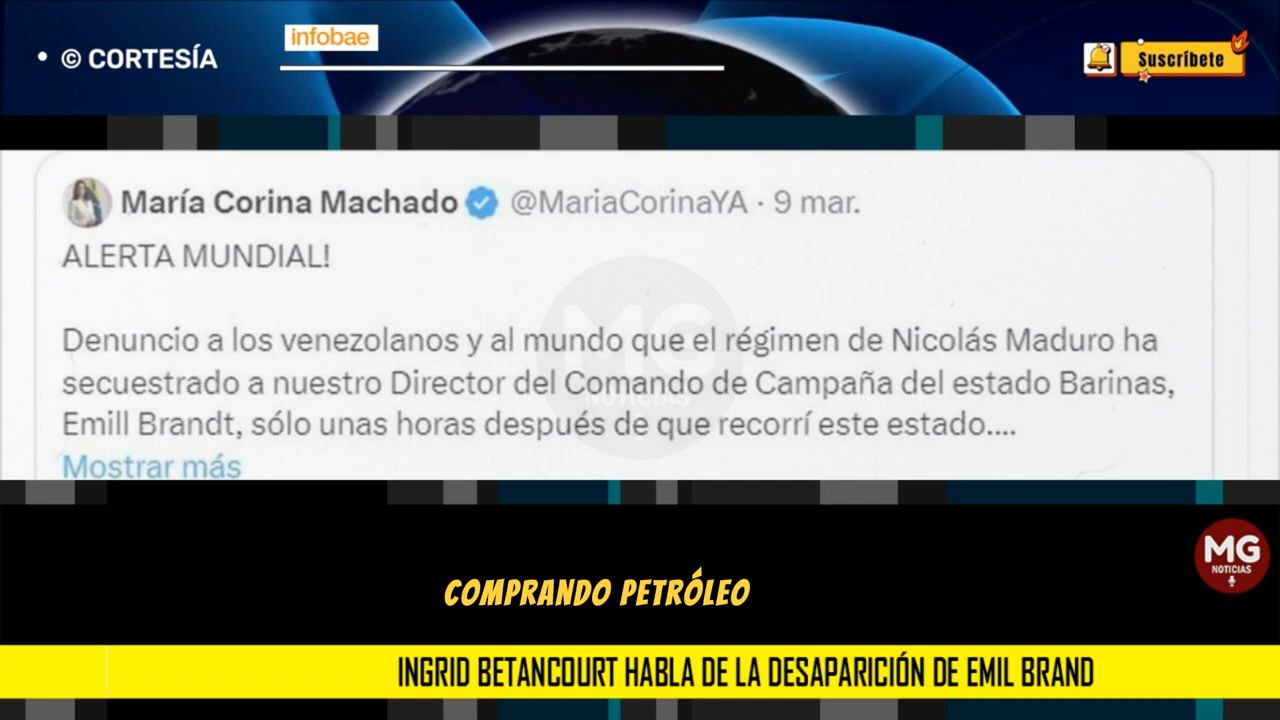 infobae
• © CORTESÍA
Suscríbete
María Corina Machado @MariaCorinaYA · 9 mar.
ALERTA MUNDIAL!
Denuncio a los venezolanos y al mundo que el régimen de Nicolás Maduro ha
secuestrado a nuestro Director del Comando de Campaña del estado Barinas,
Emill Brandt, sólo unas horas después de que recorrí este estado....
Mostrar más
MG
NOTICIAS
MG
NOTICIAS
COMPRANDO PETRÓLEO
INGRID BETANCOURT HABLA DE LA DESAPARICIÓN DE EMIL BRAND